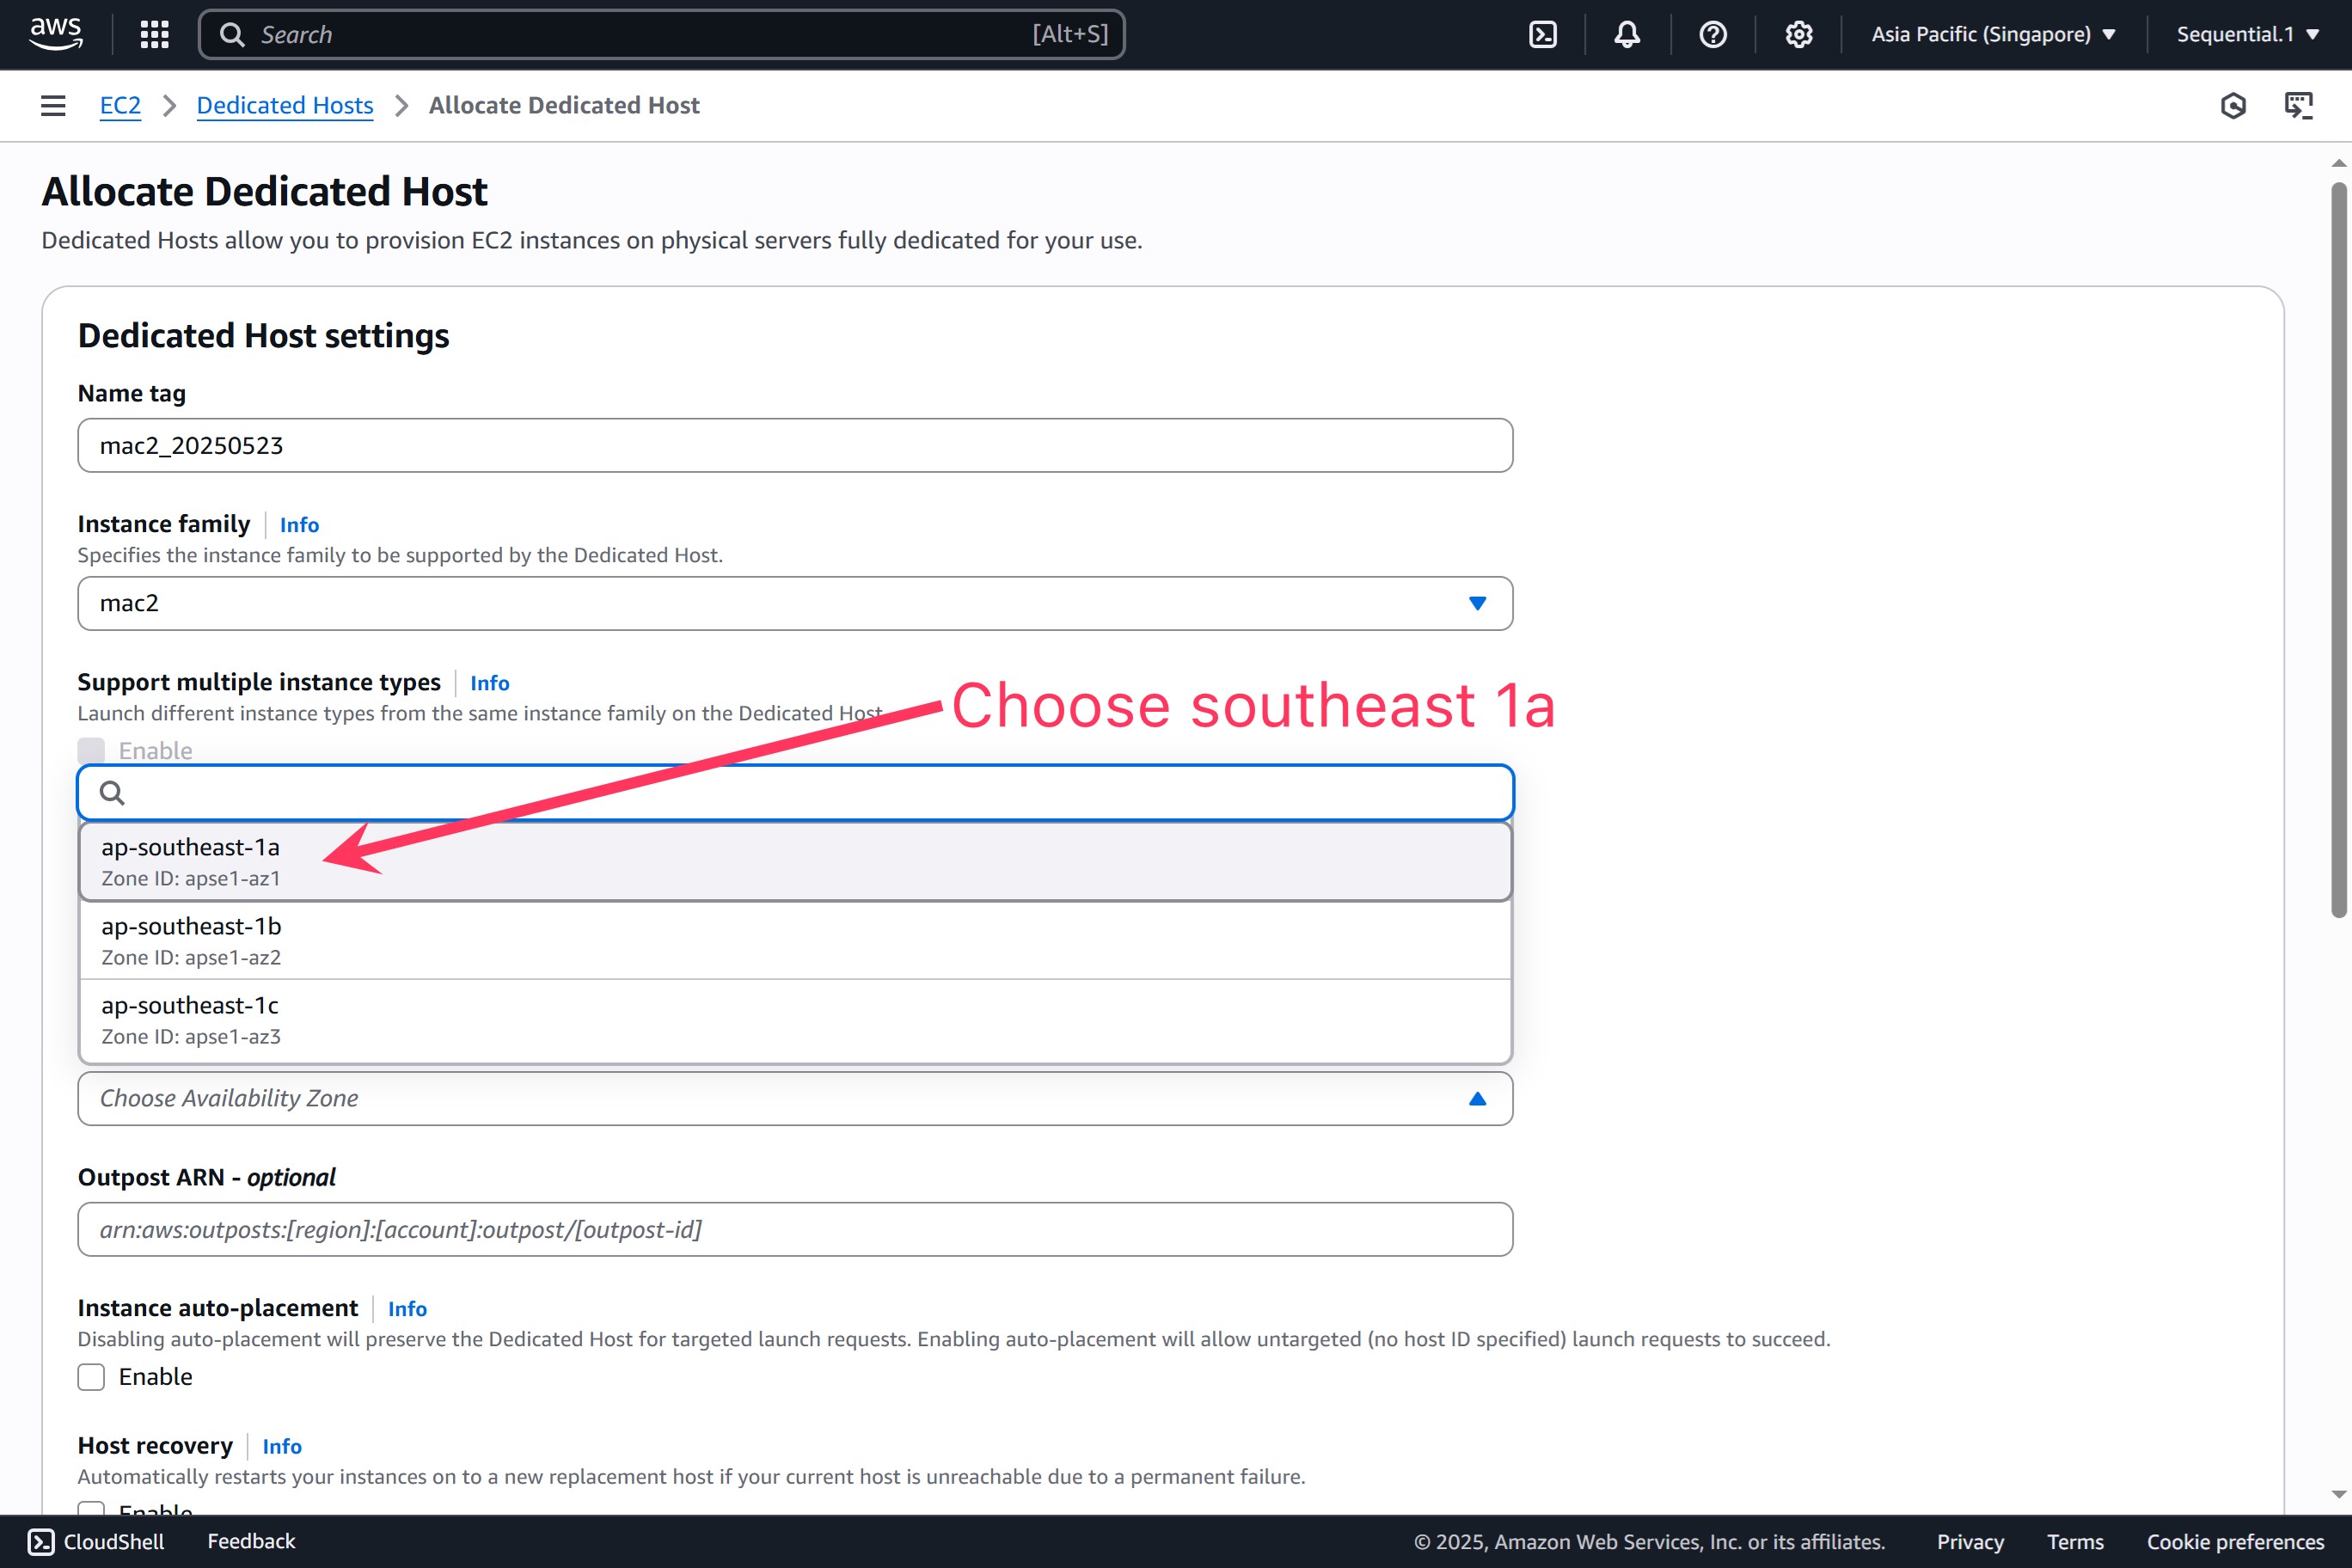 aws
Search
[Alt+S]
Asia Pacific (Singapore)
Sequential.1
EC2
Dedicated Hosts
Allocate Dedicated Host
Allocate Dedicated Host
Dedicated Hosts allow you to provision EC2 instances on physical servers fully dedicated for your use.
Dedicated Host settings
Name tag
mac2_20250523
Instance family
Info
Specifies the instance family to be supported by the Dedicated Host.
mac2
Support multiple instance types
Info
Launch different instance types from the same instance family on the Dedicated Host
Choose southeast 1a
Enable
ap-southeast-1a
Zone ID: apse1-az1
ap-southeast-1b
Zone ID: apse1-az2
ap-southeast-1c
Zone ID: apse1-az3
Choose Availability Zone
Outpost ARN - optional
arn:aws:outposts:[region]:[account]:outpost/[outpost-id]
Instance auto-placement
Info
Disabling auto-placement will preserve the Dedicated Host for targeted launch requests. Enabling auto-placement will allow untargeted (no host ID specified) launch requests to succeed.
Enable
Host recovery
Info
Automatically restarts your instances on to a new replacement host if your current host is unreachable due to a permanent failure.
Enable
CloudShell
Feedback
© 2025, Amazon Web Services, Inc. or its affiliates.
Privacy
Terms
Cookie preferences